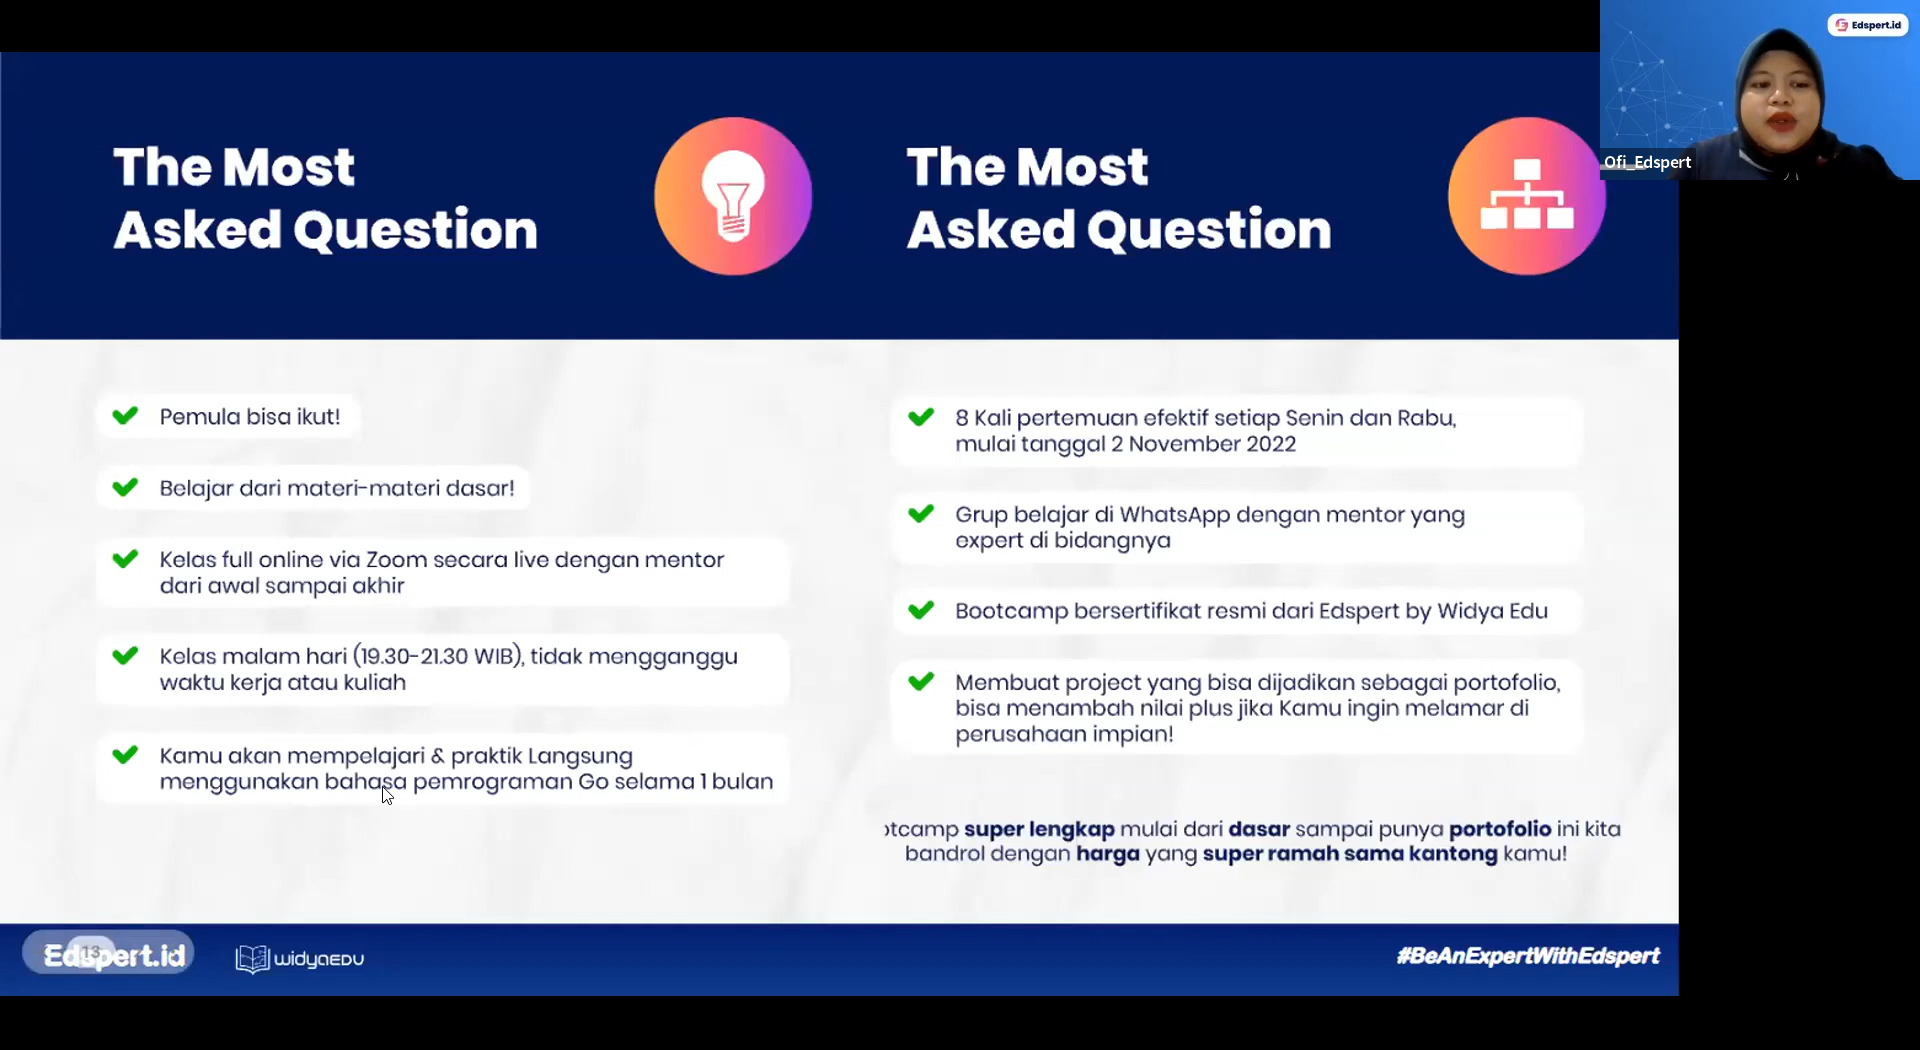 Edspert.id
Ofi_Edspert
The Most
Asked Question
Pemula bisa ikut!
Belajar dari materi-materi dasar!
Kelas full online via Zoom secara live dengan mentor
dari awal sampai akhir
Kelas malam hari (19.30-21.30 WIB), tidak mengganggu
waktu kerja atau kuliah
Kamu akan mempelajari & praktik Langsung
menggunakan bahasa pemrograman Go selama 1 bulan
The Most
Asked Question
8 Kali pertemuan efektif setiap Senin dan Rabu,
mulai tanggal 2 November 2022
Grup belajar di WhatsApp dengan mentor yang
expert di bidangnya
Bootcamp bersertifikat resmi dari Edspert by Widya Edu
Membuat project yang bisa dijadikan sebagai portofolio,
bisa menambah nilai plus jika Kamu ingin melamar di
perusahaan impian!
otcamp super lengkap mulai dari dasar sampai punya portofolio ini kita
bandrol dengan harga yang super ramah sama kantong kamu!
Edspert.id
13
widyaEDU
#BeAnExpertWithEdspert